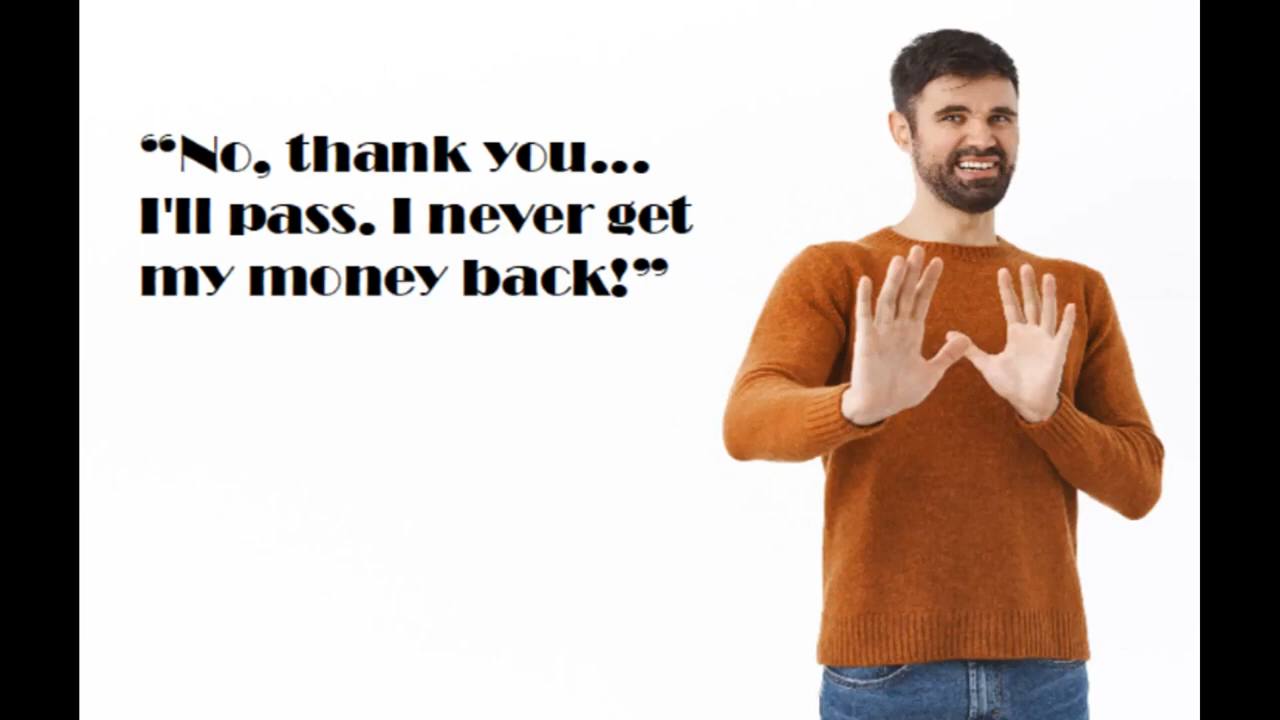 “No, thank you...
I'll pass. I never get
my money back!”